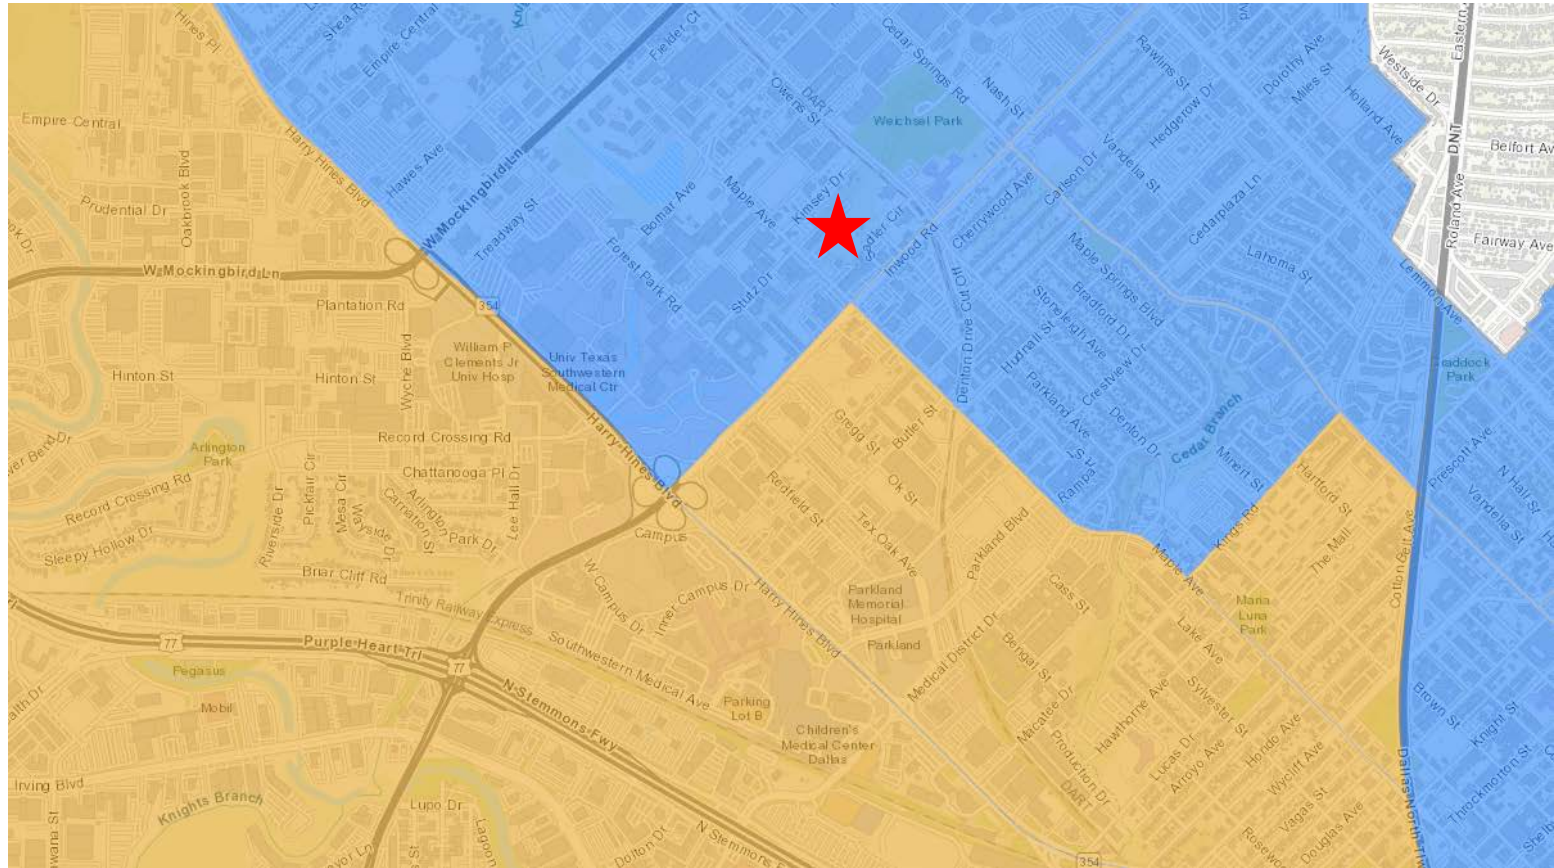 Hines Pl
Shea Rd
Empire Central
Fielder Ct
Cedar Springs Rd
Nash St
Rawlins St
Dorothy Ave
Miles St
Westside Dr
Eastern
Holland Ave
Hedgerow Dr
DART
Owens St
Weichsel Park
Vandelia St
Carlson Dr
Roland Ave
DNT
Belfort Av
Empire Central
Oakbrook Blvd
Harry Hines Blvd
Hawes Ave
W Mockingbird Ln
Treadway St
Bomar Ave
Maple Ave
Kimsey Dr
Sadler Cir
Inwood Rd
Cherrywood Ave
Cedarplaza Ln
Fairway Ave
Prudential Dr
ok Dr
W Mockingbird Ln
Plantation Rd
354
Forest Park Rd
Stutz Dr
Denton Drive Cut Off
Maple Springs Blvd
Lahoma St
Lemmon Ave
Bradford Dr
Stoneleigh Ave
Hudnall St
Crestview Dr
Parkland Ave
Wyche Blvd
William P
Clements Jr
Univ Hosp
Univ Texas
Southwestern
Medical Ctr
Hinton St
Hinton St
Craddock
Park
Harry Hines Blvd
Gregg St
Butler St
Denton Dr
Cedar Branch
Minert St
Prescott Ave
N Hall St
Arlington
Park
Record Crossing Rd
Chattanooga Pl
Record Crossing Rd
Riverside Dr
Pickfair Cir
Mesa Cir
Wayside Dr
Carnation St
Arlington Park Dr
Lee Hall Dr
Redfield St
Ok St
Tex Oak Ave
Parkland Blvd
Kings Rd
Hartford St
The Mall
Vandelia St
Sleepy Hollow Dr
Briar Cliff Rd
Campus
W Campus Dr
Inner Campus Dr
Harry Hines Blvd
Parkland
Memorial
Hospital
Parkland
Cass St
Maple Ave
Cotton Belt Ave
Maria
Luna
Park
Trinity Railway Express
Southwestern Medical Ave
Medical District Dr
Bengal St
Lake Ave
77
Purple Heart Trl
77
Pegasus
Mobil
N Stemmons Fwy
Parking
Lot B
Children's
Medical Center
Dallas
Macatee Dr
Hawthorne Ave
Sylvester St
Production Dr
Lucas Dr
Arroyo Ave
Hondo Ave
Wycliff Ave
Brown St
Knight St
Throckmorton St
Irving Blvd
Knights Branch
Lupo Dr
DART
Vagas St
Douglas Ave
Dallas North
N Stemmons F
354